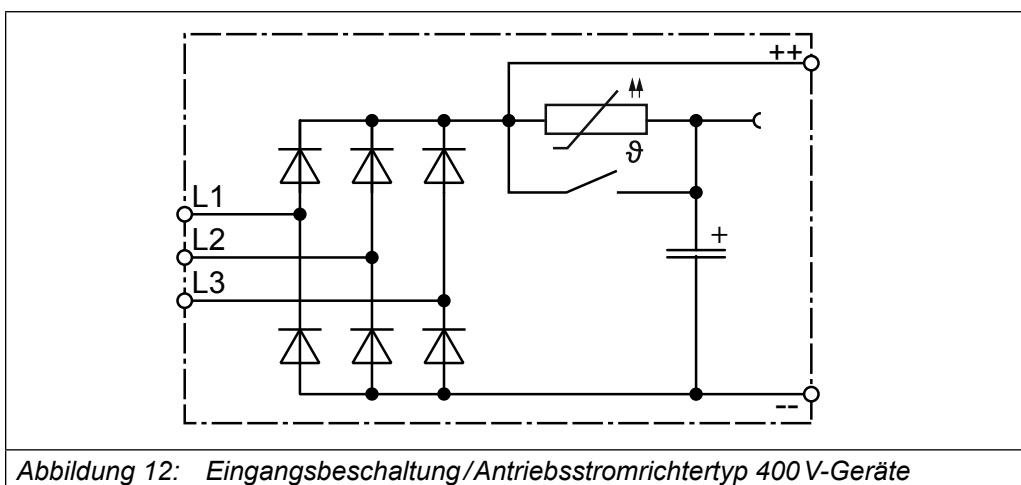 ++
ϑ
L1
L2
+
L3
--
Abbildung 12: Eingangsbeschaltung/Antriebsstromrichtertyp 400 V-Geräte